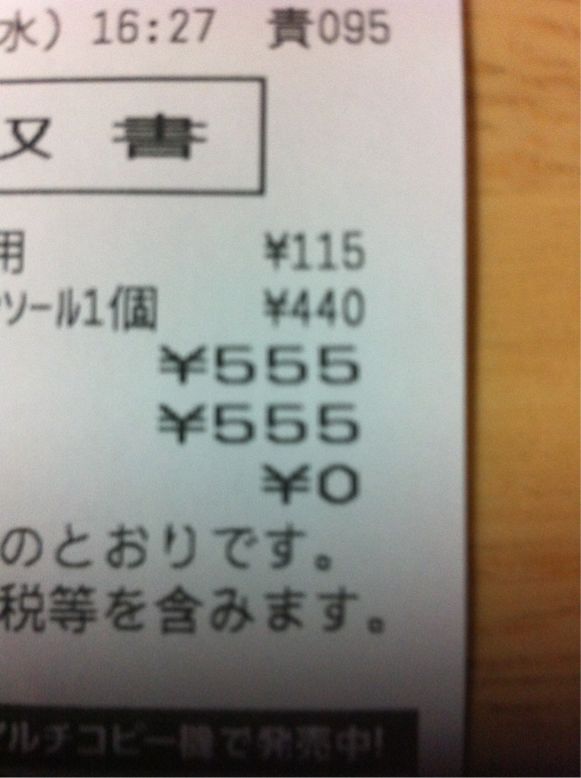 水) 16:27 責095
収書
用 ¥115
ソール1個 ¥440
¥555
¥555
¥0
のとおりです。
税等を含みます。
マルチコピー機で発売中!